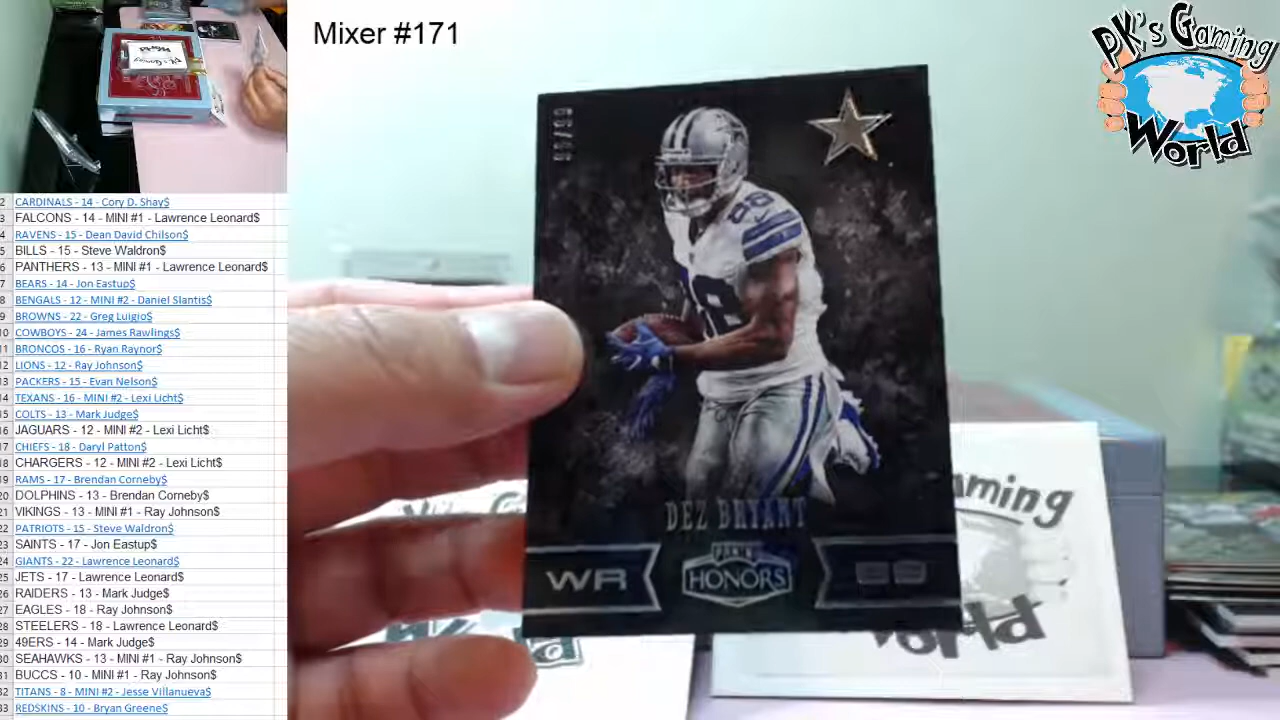 Mixer #171
PK's Gaming
World
2 CARDINALS - 14 - Cory D. Shay$
3 FALCONS - 14 - MINI #1 - Lawrence Leonard$
4 RAVENS - 15 - Dean David Chilson$
5 BILLS - 15 - Steve Waldron$
6 PANTHERS - 13 - MINI #1 - Lawrence Leonard$
7 BEARS - 14 - Jon Eastup$
8 BENGALS - 12 - MINI #2 - Daniel Slantis$
9 BROWNS - 22 - Greg Luigio$
10 COWBOYS - 24 - James Rawlings$
11 BRONCOS - 16 - Ryan Raynor$
12 LIONS - 12 - Ray Johnson$
13 PACKERS - 15 - Evan Nelson$
14 TEXANS - 16 - MINI #2 - Lexi Licht$
15 COLTS - 13 - Mark Judge$
16 JAGUARS - 12 - MINI #2 - Lexi Licht$
17 CHIEFS - 18 - Daryl Patton$
18 CHARGERS - 12 - MINI #2 - Lexi Licht$
19 RAMS - 17 - Brendan Corneby$
20 DOLPHINS - 13 - Brendan Corneby$
21 VIKINGS - 13 - MINI #1 - Ray Johnson$
22 PATRIOTS - 15 - Steve Waldron$
23 SAINTS - 17 - Jon Eastup$
24 GIANTS - 22 - Lawrence Leonard$
25 JETS - 17 - Lawrence Leonard$
26 RAIDERS - 13 - Mark Judge$
27 EAGLES - 18 - Ray Johnson$
28 STEELERS - 18 - Lawrence Leonard$
29 49ERS - 14 - Mark Judge$
30 SEAHAWKS - 13 - MINI #1 - Ray Johnson$
31 BUCCS - 10 - MINI #1 - Ray Johnson$
32 TITANS - 8 - MINI #2 - Jesse Villanueva$
33 REDSKINS - 10 - Bryan Greene$
88
88
DEZ BRYANT
WR
PANINI
HONORS
88
World